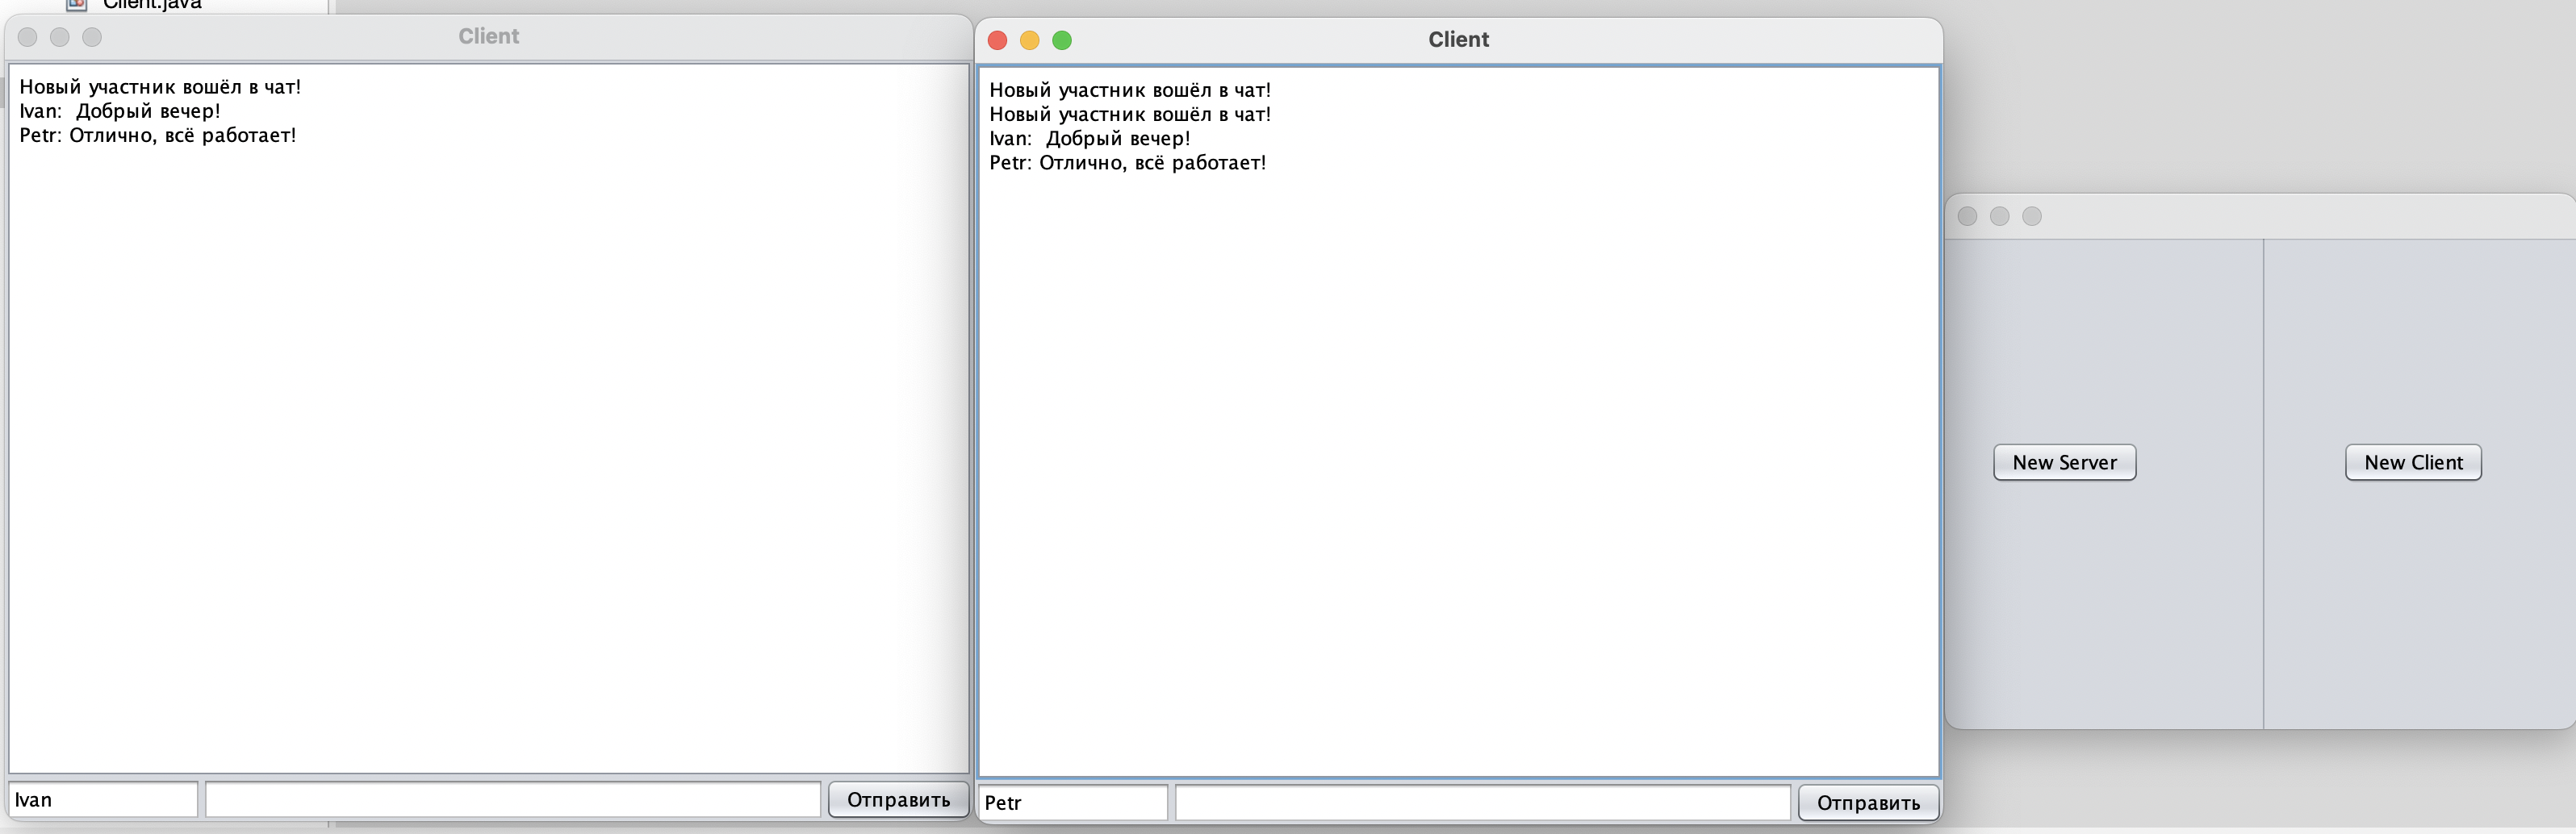 Client.java
Client
Новый участник вошёл в чат!
Ivan:  Добрый вечер!
Petr: Отлично, всё работает!
Ivan
Отправить
Client
Новый участник вошёл в чат!
Новый участник вошёл в чат!
Ivan:  Добрый вечер!
Petr: Отлично, всё работает!
Petr
Отправить
New Server
New Client